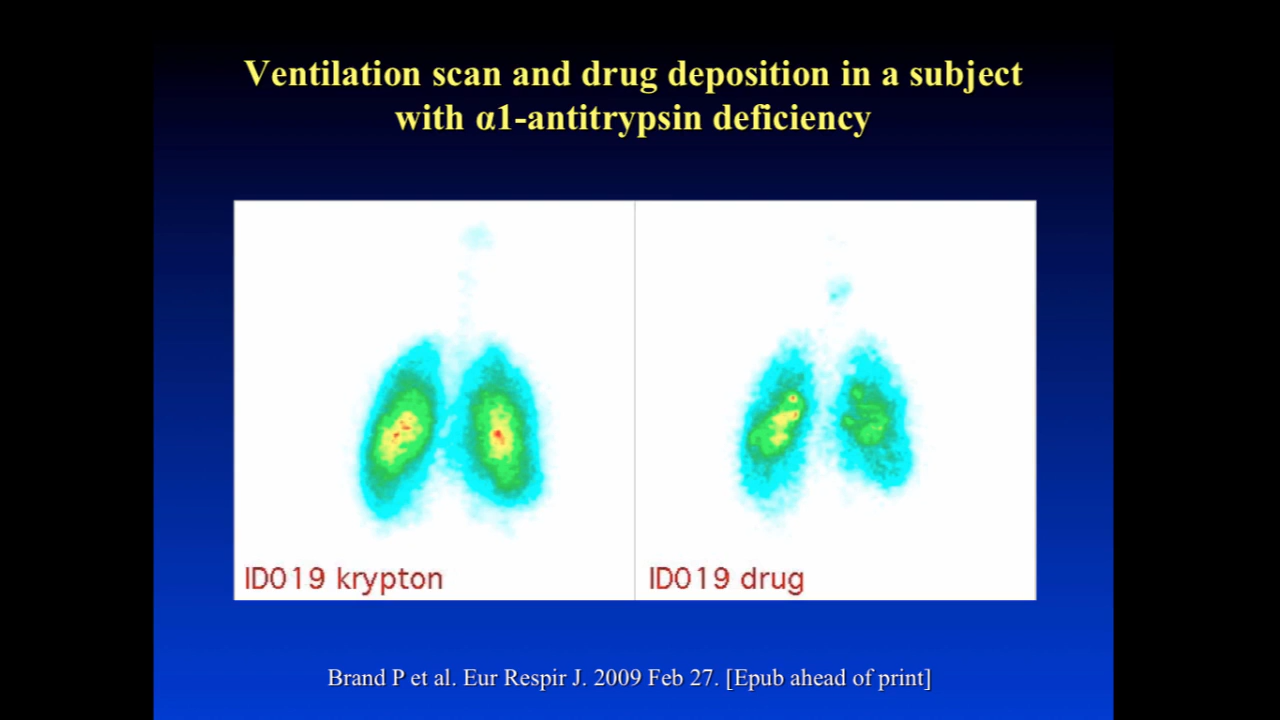 Ventilation scan and drug deposition in a subject
with α1-antitrypsin deficiency
ID019 krypton
ID019 drug
Brand P et al. Eur Respir J. 2009 Feb 27. [Epub ahead of print]